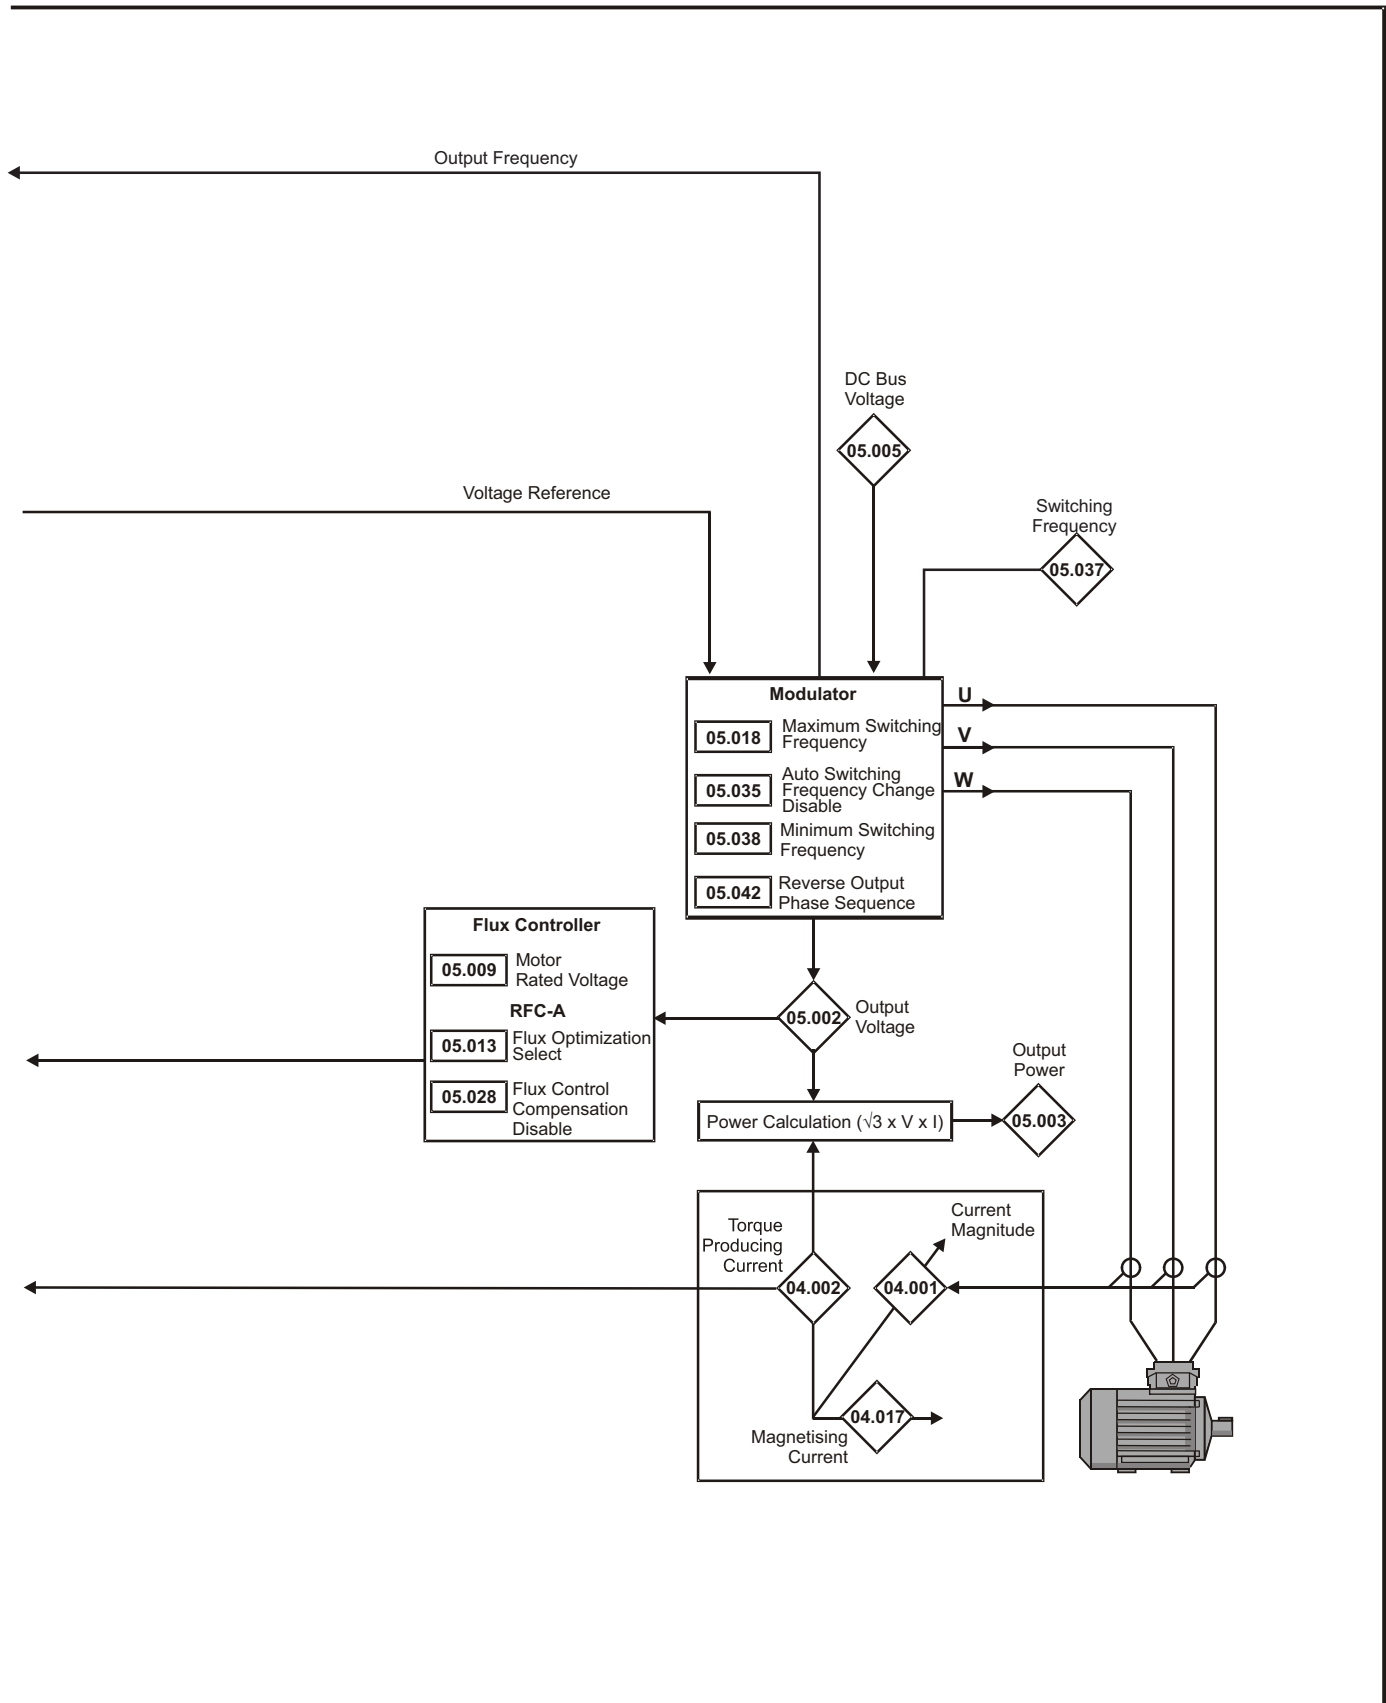 Output Frequency
DC Bus
Voltage
05.005
Voltage Reference
Switching
Frequency
05.037
Modulator
05.018
Maximum Switching
Frequency
05.035
Auto Switching
Frequency Change
Disable
05.038
Minimum Switching
Frequency
05.042
Reverse Output
Phase Sequence
U
V
W
Flux Controller
05.009
Motor
Rated Voltage
RFC-A
05.013
Flux Optimization
Select
05.028
Flux Control
Compensation
Disable
05.002
Output
Voltage
Output
Power
Power Calculation (√3 x V x I)
05.003
Torque
Producing
Current
04.002
Current
Magnitude
04.001
04.017
Magnetising
Current